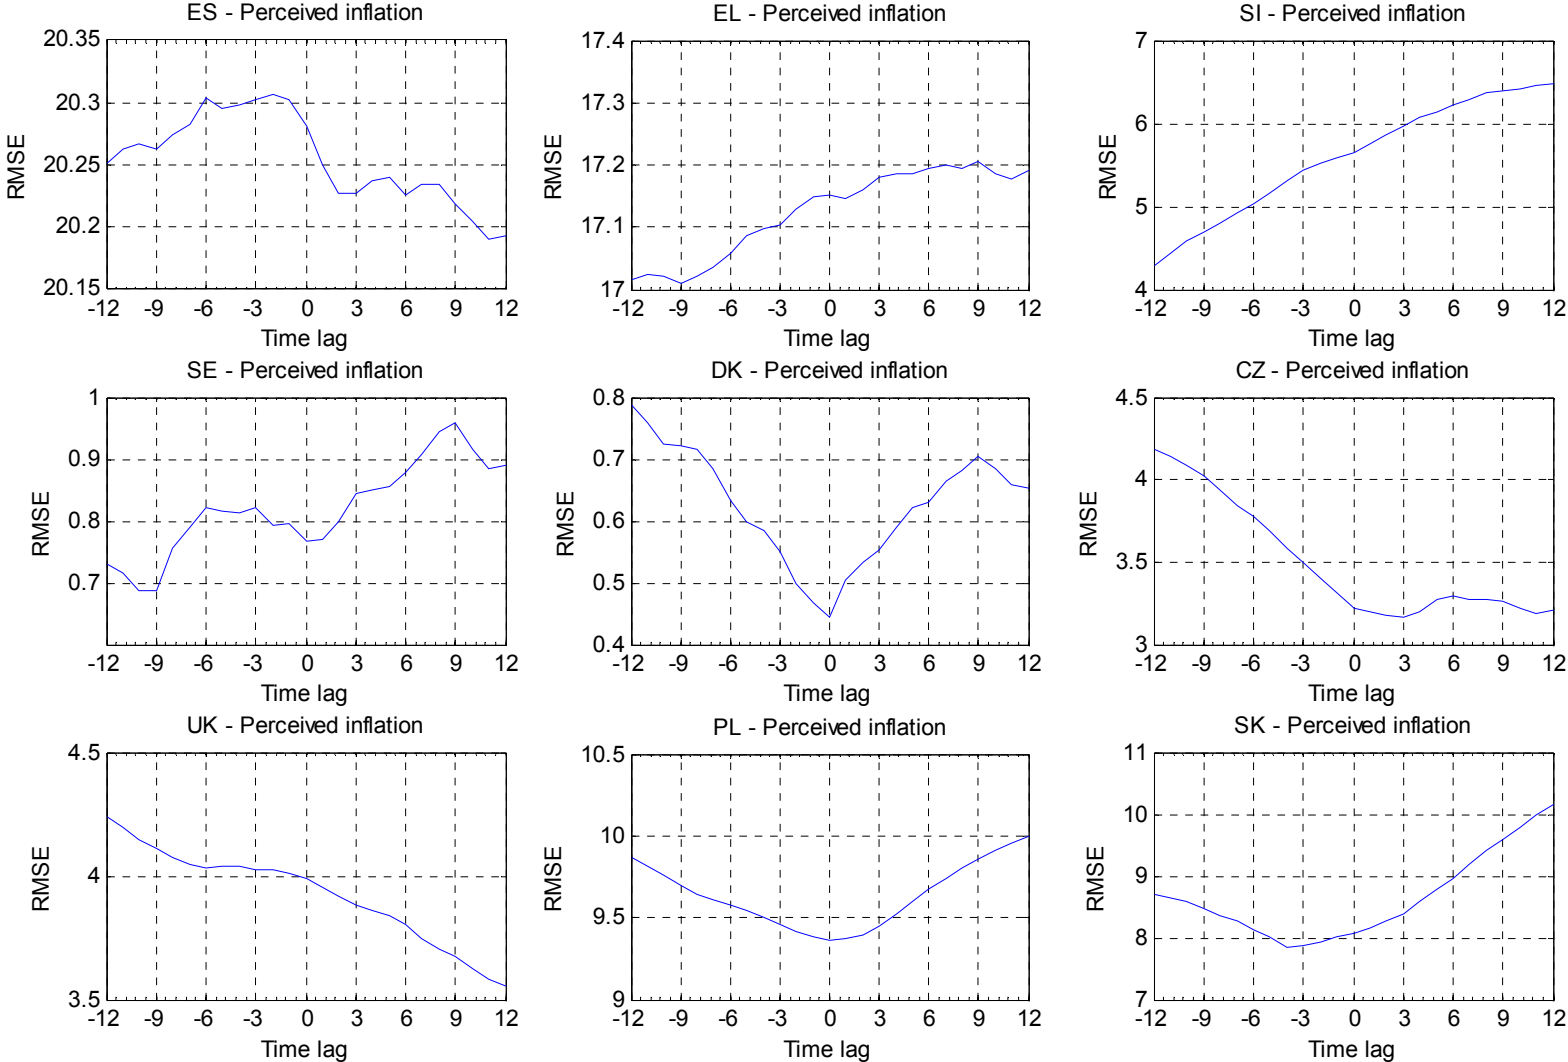 ES - Perceived inflation
20.35
20.3
20.25
20.2
20.15
RMSE
-12 -9 -6 -3 0 3 6 9 12
Time lag
EL - Perceived inflation
17.4
17.3
17.2
17.1
17
RMSE
-12 -9 -6 -3 0 3 6 9 12
Time lag
SI - Perceived inflation
7
6
5
4
RMSE
-12 -9 -6 -3 0 3 6 9 12
Time lag
SE - Perceived inflation
1
0.9
0.8
0.7
RMSE
-12 -9 -6 -3 0 3 6 9 12
Time lag
DK - Perceived inflation
0.8
0.7
0.6
0.5
0.4
RMSE
-12 -9 -6 -3 0 3 6 9 12
Time lag
CZ - Perceived inflation
4.5
4
3.5
3
RMSE
-12 -9 -6 -3 0 3 6 9 12
Time lag
UK - Perceived inflation
4.5
4
3.5
RMSE
-12 -9 -6 -3 0 3 6 9 12
Time lag
PL - Perceived inflation
10.5
10
9.5
9
RMSE
-12 -9 -6 -3 0 3 6 9 12
Time lag
SK - Perceived inflation
11
10
9
8
7
RMSE
-12 -9 -6 -3 0 3 6 9 12
Time lag